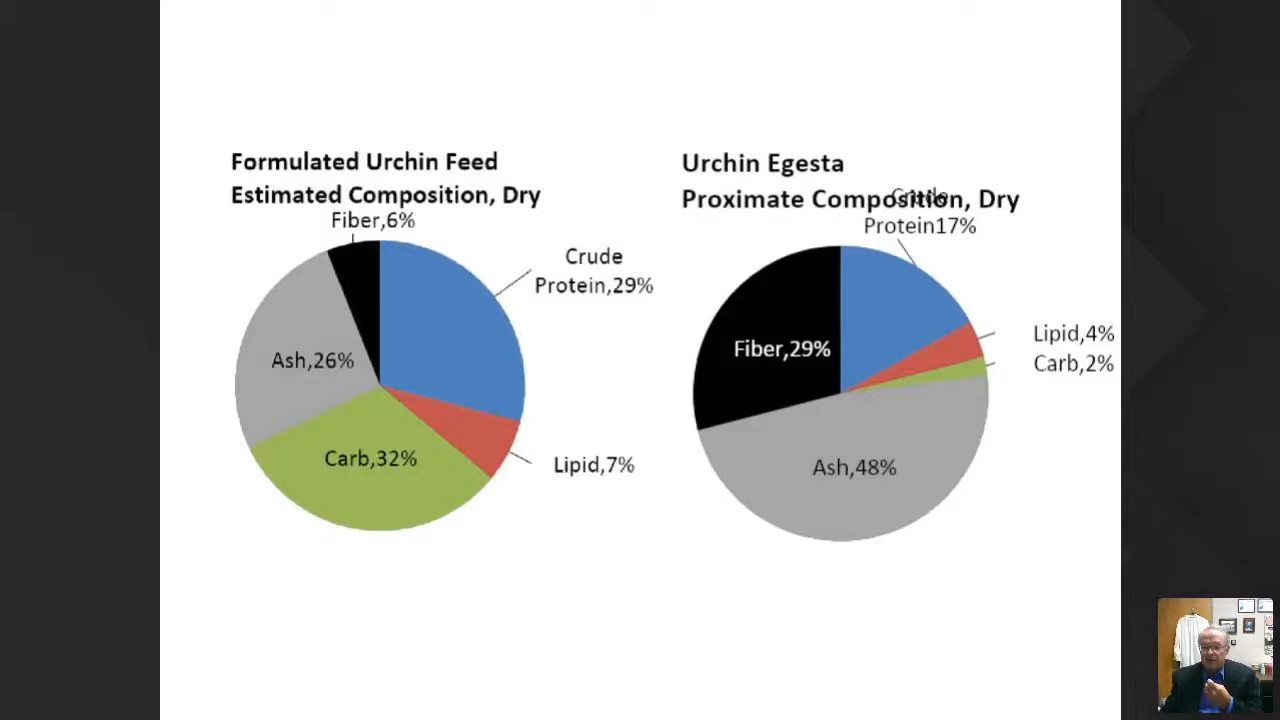 Formulated Urchin Feed
Estimated Composition, Dry
Fiber,6%
Crude
Protein,29%
Ash,26%
Carb,32%
Lipid,7%
Urchin Egesta
Proximate Composition, Dry
Crude
Protein17%
Lipid,4%
Carb,2%
Fiber,29%
Ash,48%